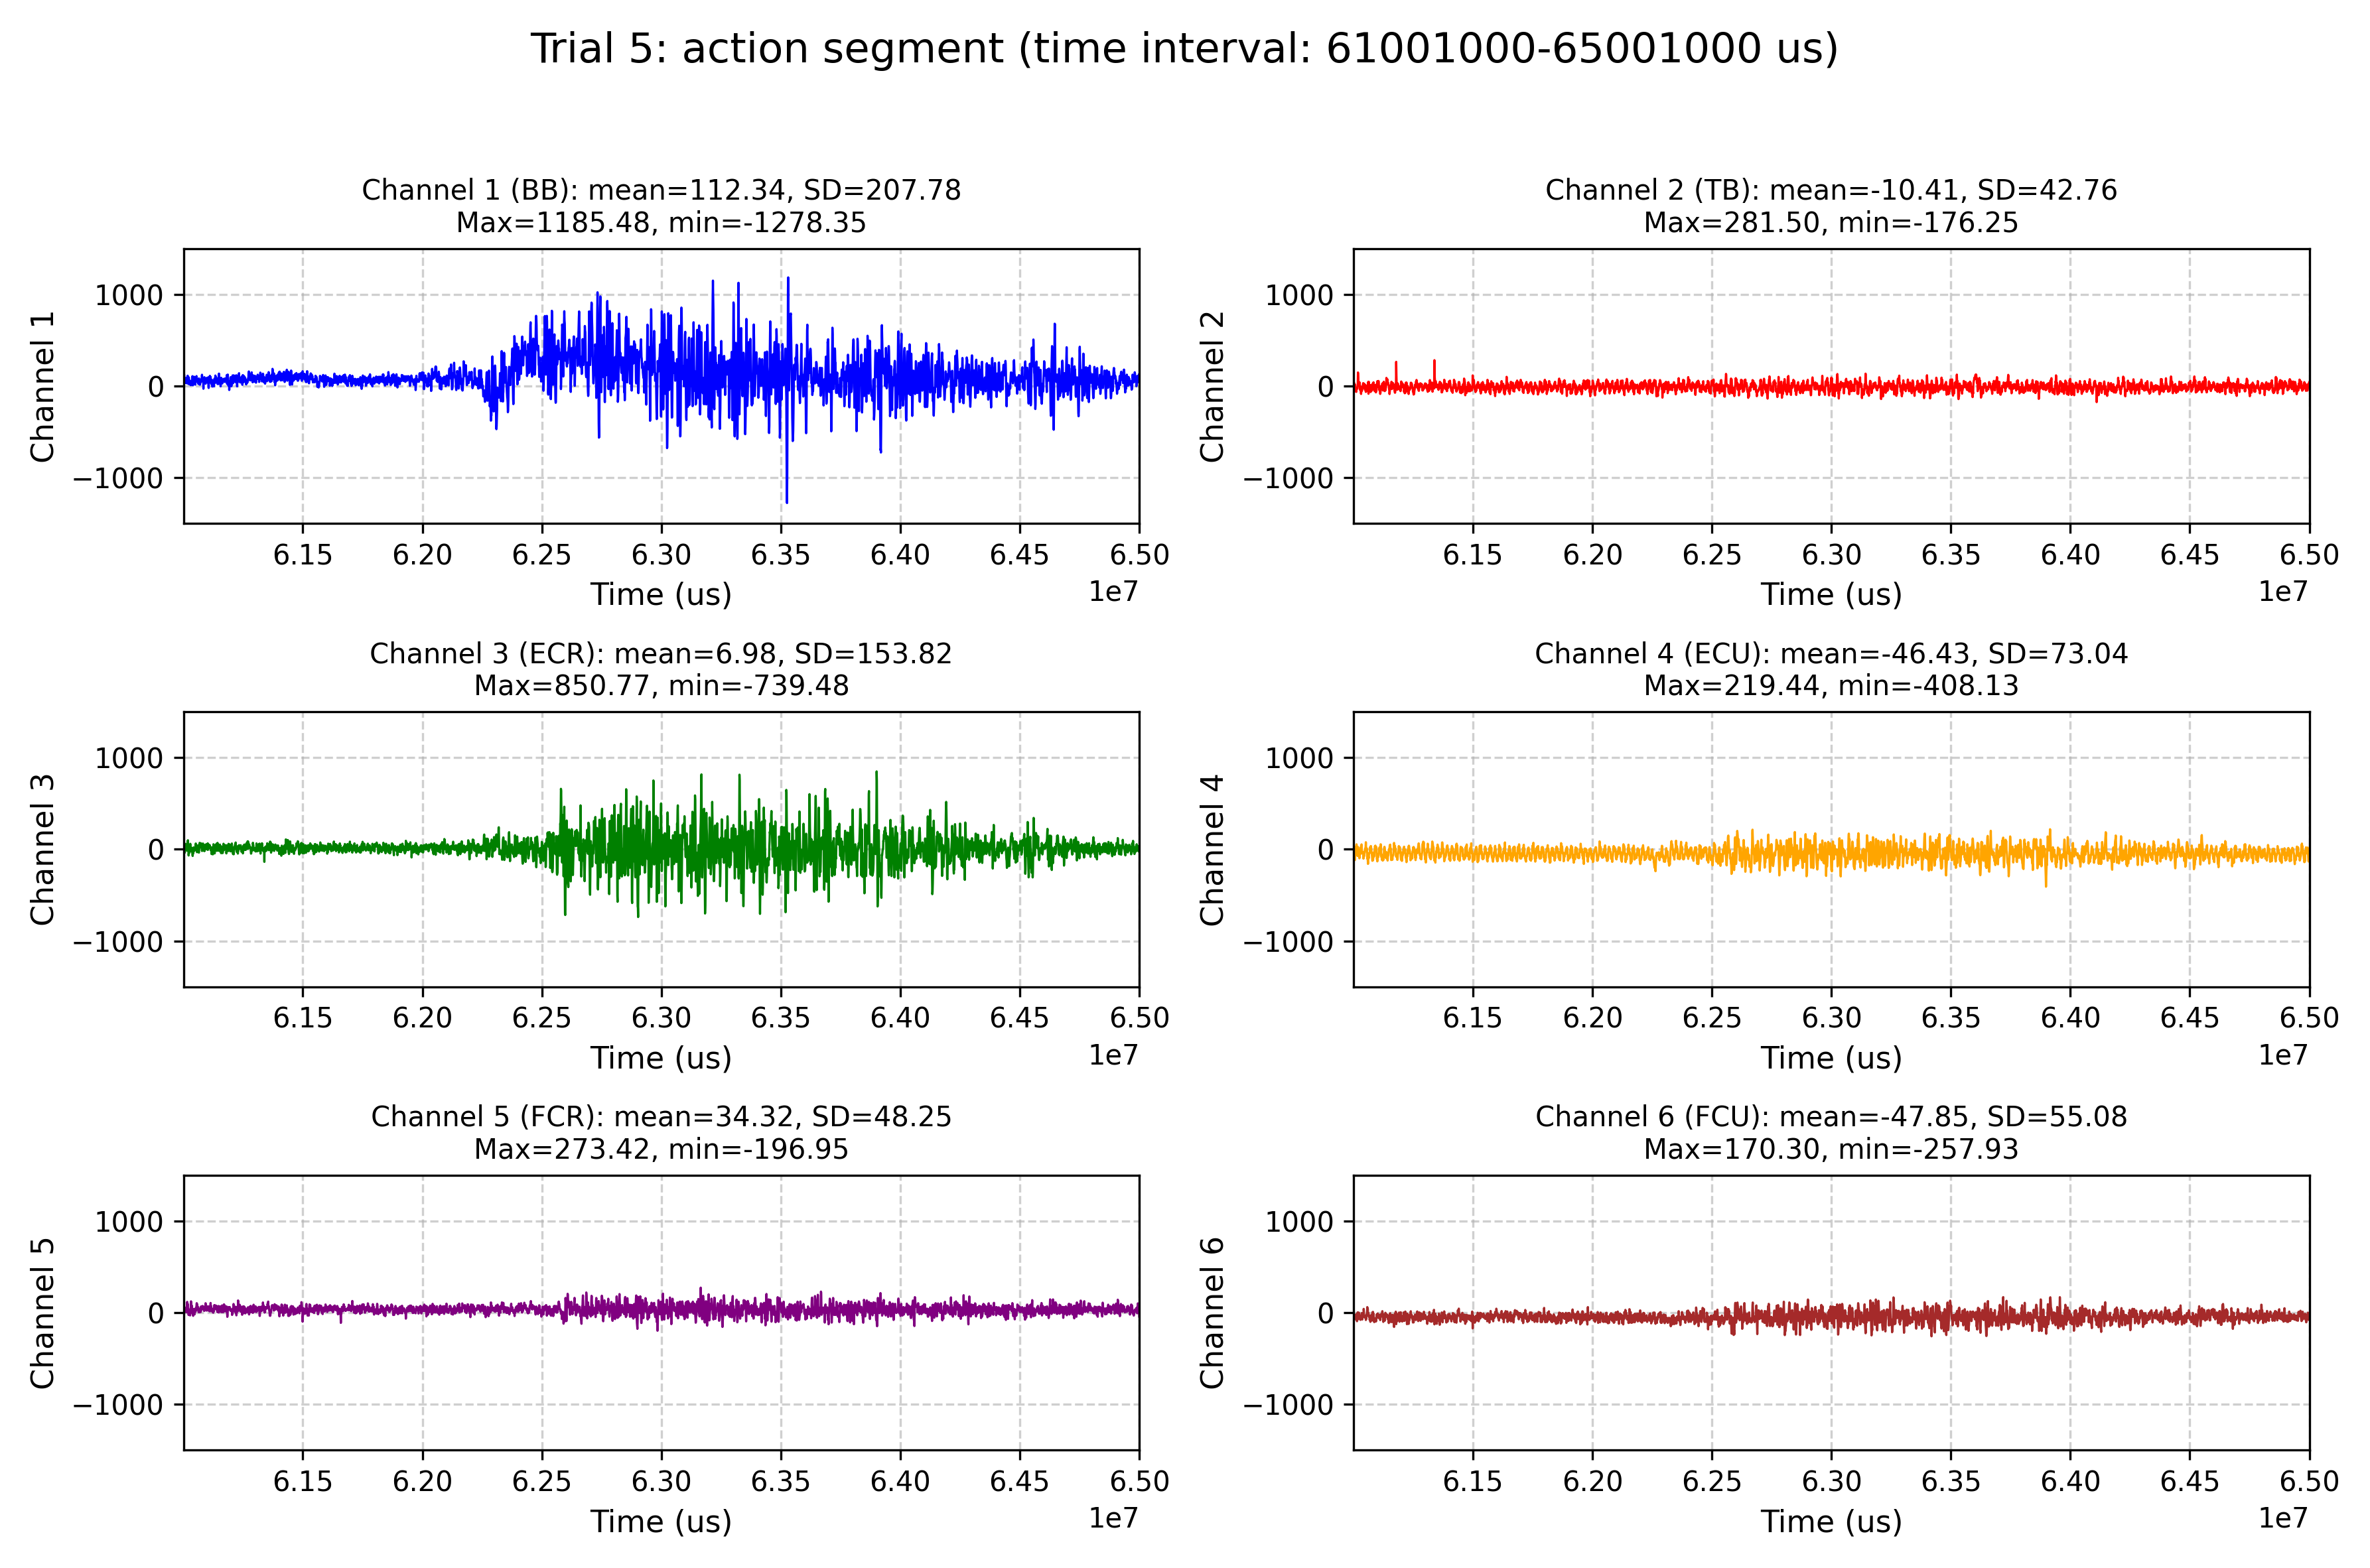 Trial 5: action segment (time interval: 61001000-65001000 us)
Channel 1 (BB): mean=112.34, SD=207.78
Max=1185.48, min=-1278.35
Channel 1
1000
0
−1000
6.15 6.20 6.25 6.30 6.35 6.40 6.45 6.50
Time (us)
1e7
Channel 2 (TB): mean=-10.41, SD=42.76
Max=281.50, min=-176.25
Channel 2
1000
0
−1000
6.15 6.20 6.25 6.30 6.35 6.40 6.45 6.50
Time (us)
1e7
Channel 3 (ECR): mean=6.98, SD=153.82
Max=850.77, min=-739.48
Channel 3
1000
0
−1000
6.15 6.20 6.25 6.30 6.35 6.40 6.45 6.50
Time (us)
1e7
Channel 4 (ECU): mean=-46.43, SD=73.04
Max=219.44, min=-408.13
Channel 4
1000
0
−1000
6.15 6.20 6.25 6.30 6.35 6.40 6.45 6.50
Time (us)
1e7
Channel 5 (FCR): mean=34.32, SD=48.25
Max=273.42, min=-196.95
Channel 5
1000
0
−1000
6.15 6.20 6.25 6.30 6.35 6.40 6.45 6.50
Time (us)
1e7
Channel 6 (FCU): mean=-47.85, SD=55.08
Max=170.30, min=-257.93
Channel 6
1000
0
−1000
6.15 6.20 6.25 6.30 6.35 6.40 6.45 6.50
Time (us)
1e7